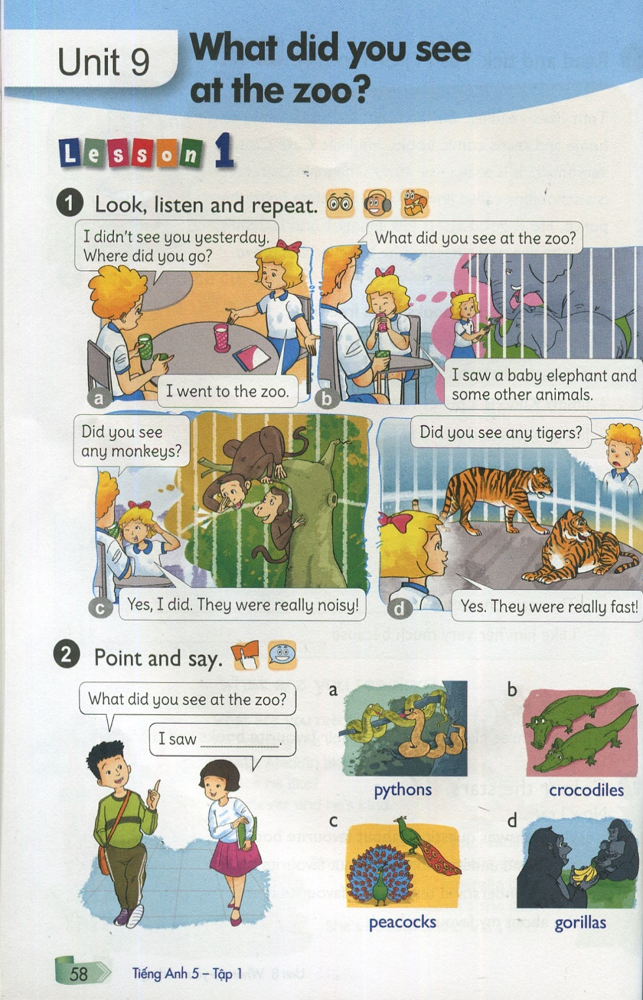 Unit 9
What did you see
at the zoo?
Lesson 1
1 Look, listen and repeat.
I didn't see you yesterday.
Where did you go?
I went to the zoo.
a
What did you see at the zoo?
I saw a baby elephant and
some other animals.
b
Did you see
any monkeys?
Yes, I did. They were really noisy!
c
Did you see any tigers?
Yes. They were really fast!
d
2 Point and say.
What did you see at the zoo?
I saw ______.
a
pythons
b
crocodiles
c
peacocks
d
gorillas
58
Tiếng Anh 5 – Tập 1